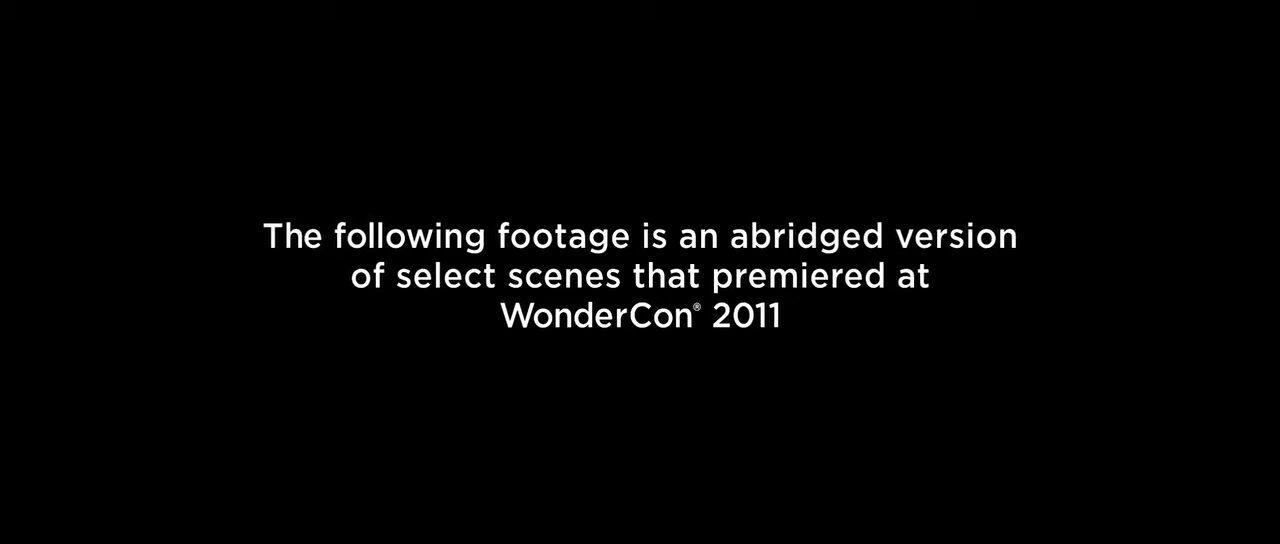 The following footage is an abridged version
of select scenes that premiered at
WonderCon® 2011